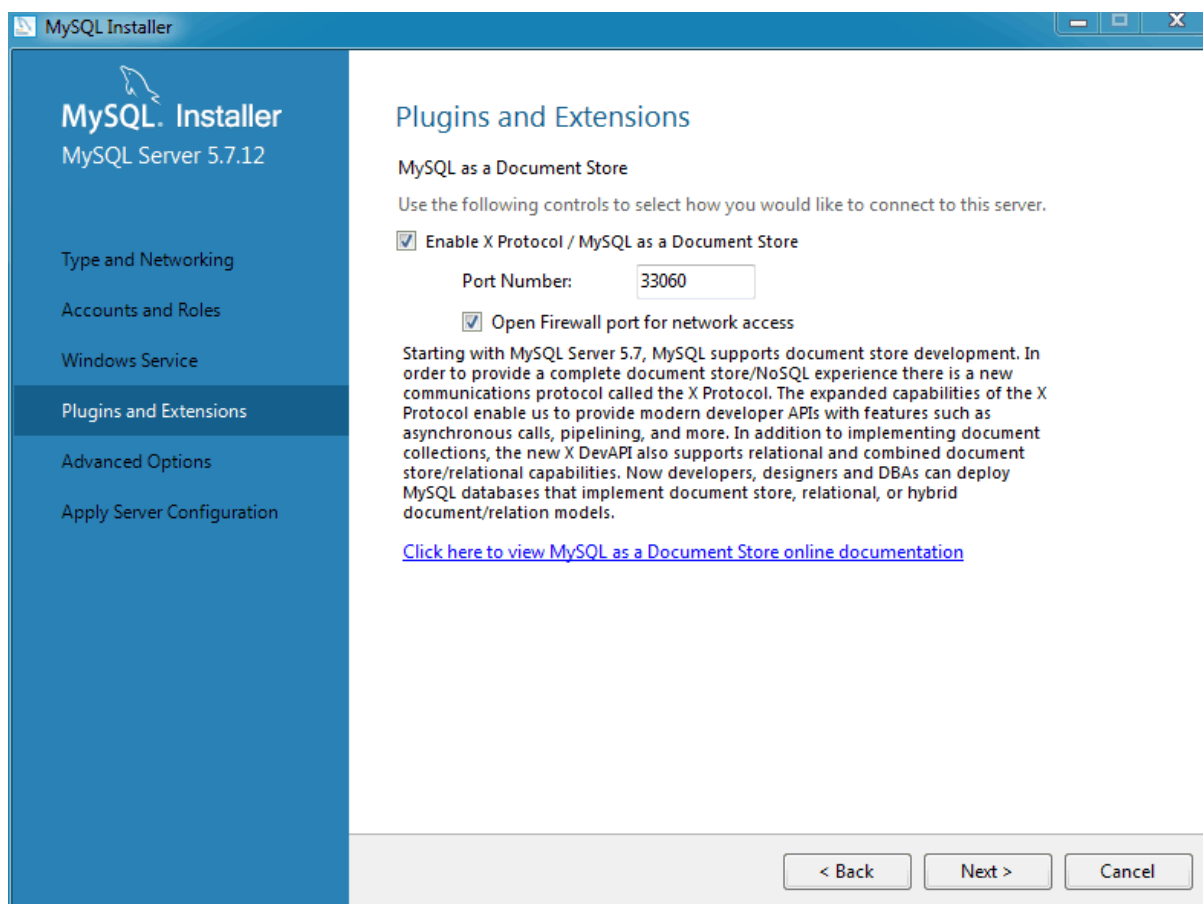 MySQL Installer
MySQL. Installer
MySQL Server 5.7.12
Type and Networking
Accounts and Roles
Windows Service
Plugins and Extensions
Advanced Options
Apply Server Configuration
Plugins and Extensions
MySQL as a Document Store
Use the following controls to select how you would like to connect to this server.
Enable X Protocol / MySQL as a Document Store
Port Number: 33060
Open Firewall port for network access
Starting with MySQL Server 5.7, MySQL supports document store development. In
order to provide a complete document store/NoSQL experience there is a new
communications protocol called the X Protocol. The expanded capabilities of the X
Protocol enable us to provide modern developer APIs with features such as
asynchronous calls, pipelining, and more. In addition to implementing document
collections, the new X DevAPI also supports relational and combined document
store/relational capabilities. Now developers, designers and DBAs can deploy
MySQL databases that implement document store, relational, or hybrid
document/relation models.
Click here to view MySQL as a Document Store online documentation
< Back Next > Cancel